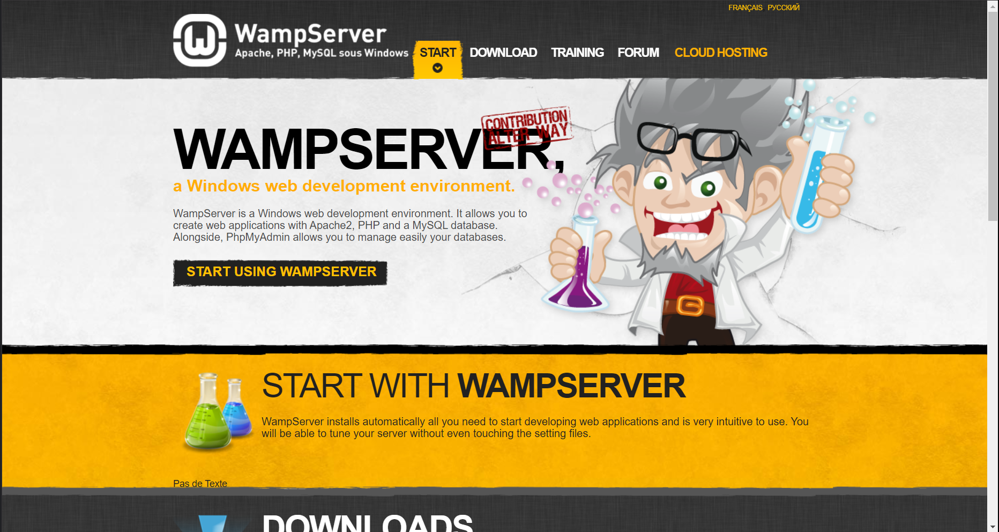 FRANÇAIS РУССКИЙ
WampServer
Apache, PHP, MySQL sous Windows
START
DOWNLOAD
TRAINING
FORUM
CLOUD HOSTING
CONTRIBUTION
ALTER WAY
WAMPSERVER,
a Windows web development environment.
WampServer is a Windows web development environment. It allows you to
create web applications with Apache2, PHP and a MySQL database.
Alongside, PhpMyAdmin allows you to manage easily your databases.
START USING WAMPSERVER
START WITH WAMPSERVER
WampServer installs automatically all you need to start developing web applications and is very intuitive to use. You
will be able to tune your server without even touching the setting files.
Pas de Texte
DOWNLOADS